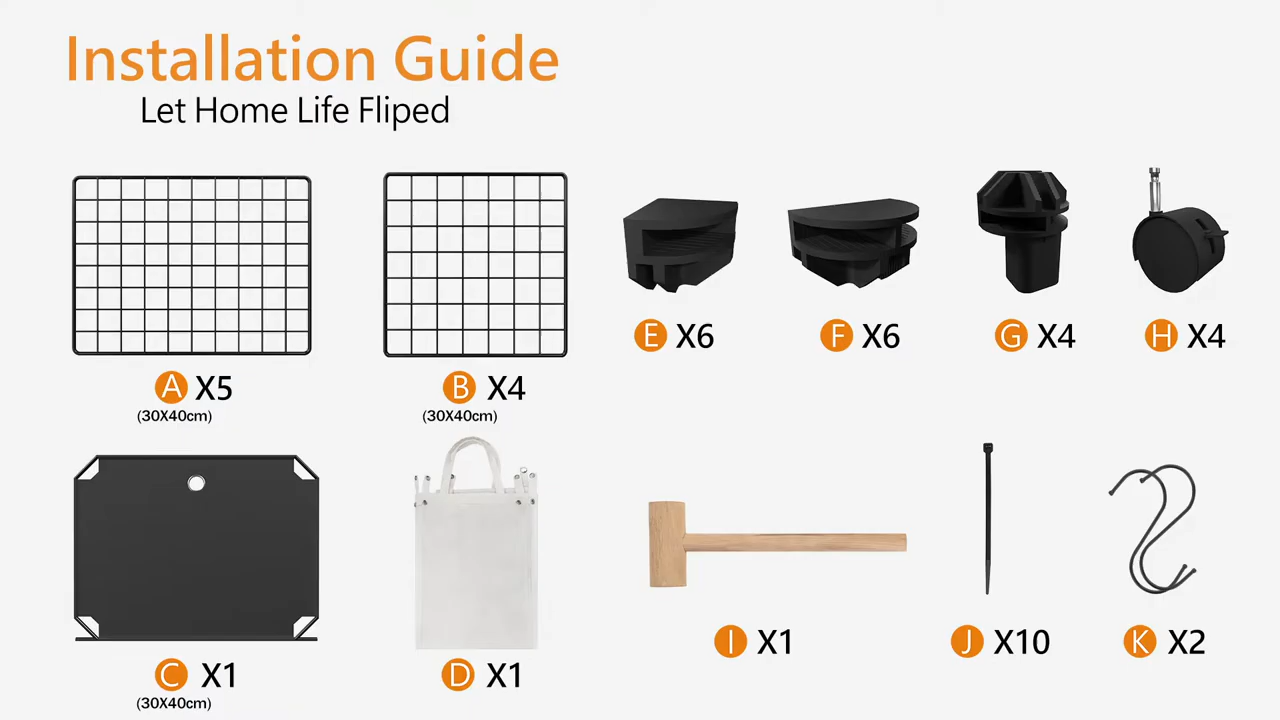 Installation Guide
Let Home Life Fliped
A X5
(30X40cm)
B X4
(30X40cm)
E X6
F X6
G X4
H X4
C X1
(30X40cm)
D X1
I X1
J X10
K X2